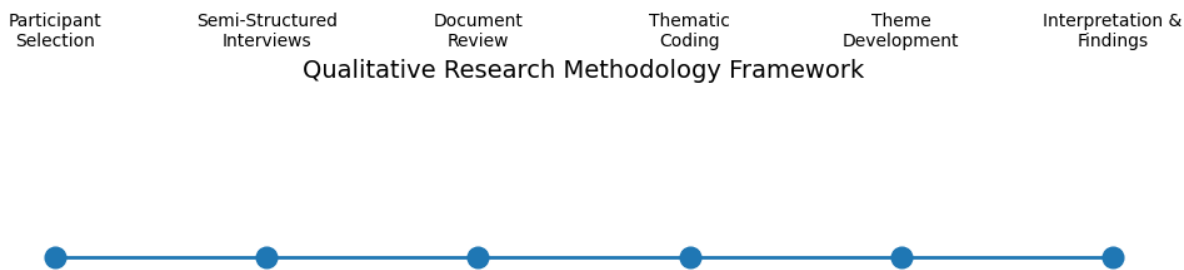 Participant
Selection
Semi-Structured
Interviews
Document
Review
Thematic
Coding
Theme
Development
Interpretation &
Findings
Qualitative Research Methodology Framework